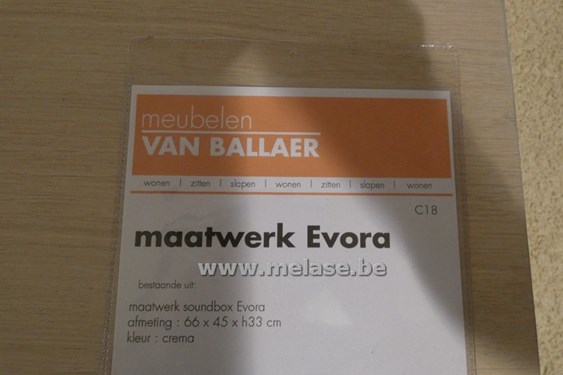 meubelen
VAN BALLAER
wonen | zitten | slapen | wonen | zitten | slapen | wonen
C18
maatwerk Evora
www.melase.be
bestaande uit:
maatwerk soundbox Evora
afmeting : 66 x 45 x h33 cm
kleur : crema